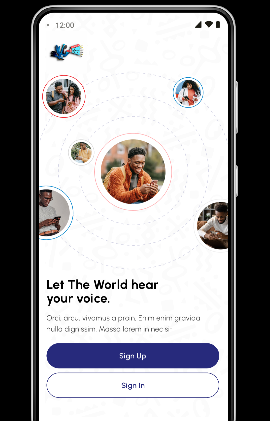 12:00
Let The World hear
your voice.
Orci, arcu, vivamus a proin. Enim enim gravida
nulla dignissim. Massa lorem in nec sit
Sign Up
Sign In